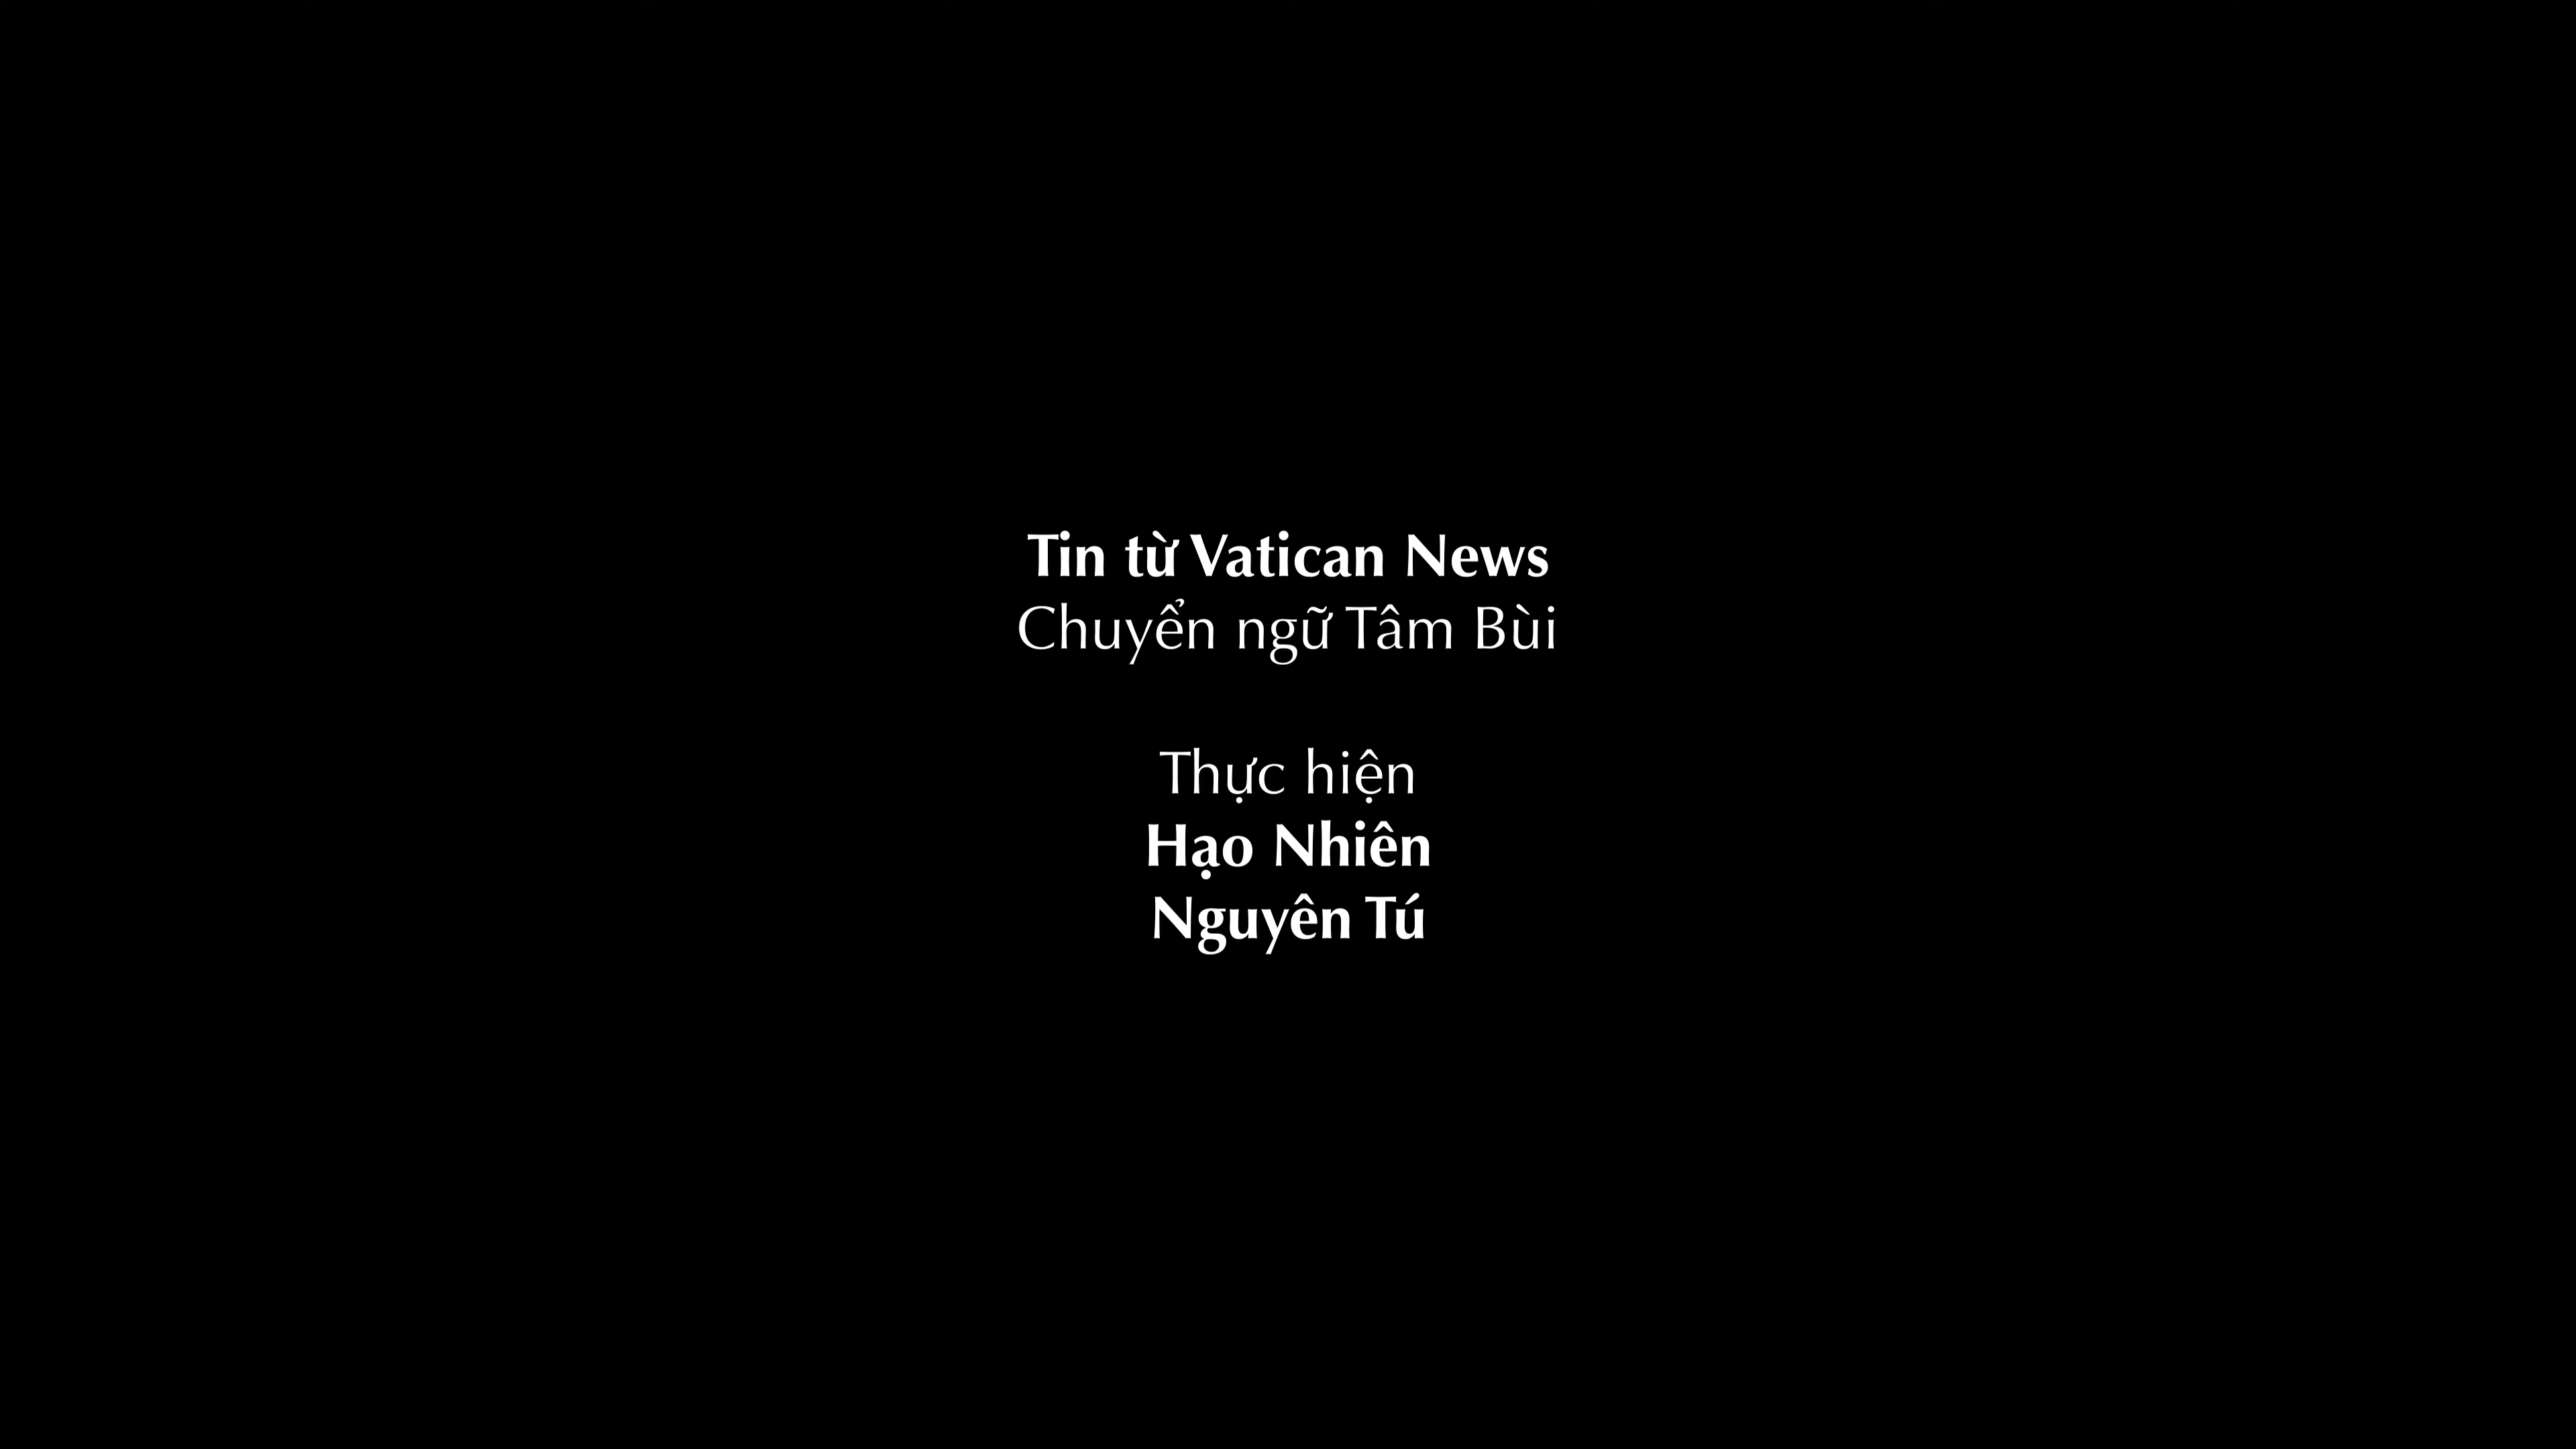 Tin từ Vatican News
Chuyển ngữ Tâm Bùi
Thực hiện
Hạo Nhiên
Nguyên Tú